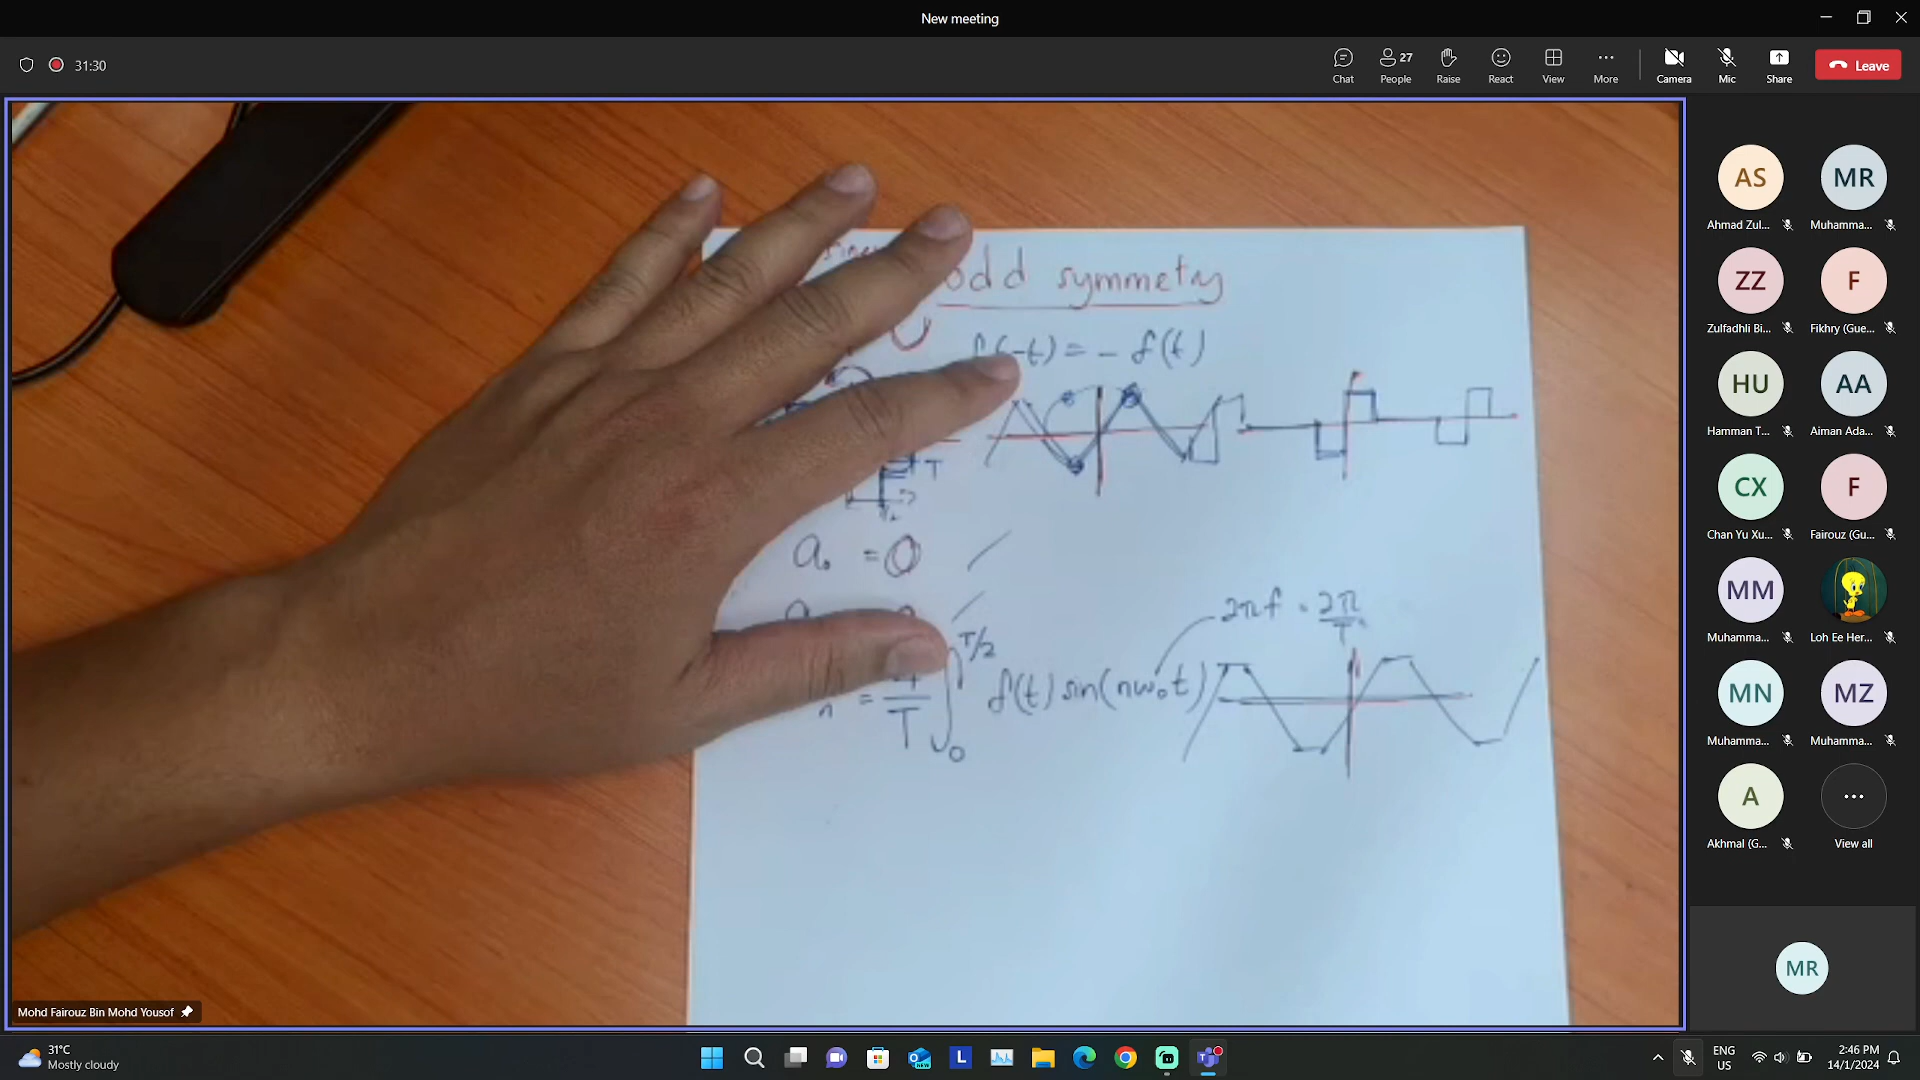 New meeting
31:30
Chat
People
27
Raise
React
View
More
Camera
Mic
Share
Leave
odd symmetry
(-t) = - f(t)
T
a₀ = 0
n = 4/T ∫₀^T/2 f(t) sin(nω₀t)
2πf = 2π/T
Mohd Fairouz Bin Mohd Yousof
AS
Ahmad Zul...
MR
Muhamma...
ZZ
Zulfadhli Bi...
F
Fikhry (Gue...
HU
Hamman T...
AA
Aiman Ada...
CX
Chan Yu Xu...
F
Fairouz (Gu...
MM
Muhamma...
Loh Ee Her...
MN
Muhamma...
MZ
Muhamma...
A
Akhmal (G...
View all
MR
31°C
Mostly cloudy
NEW
L
ENG
US
2:46 PM
14/1/2024